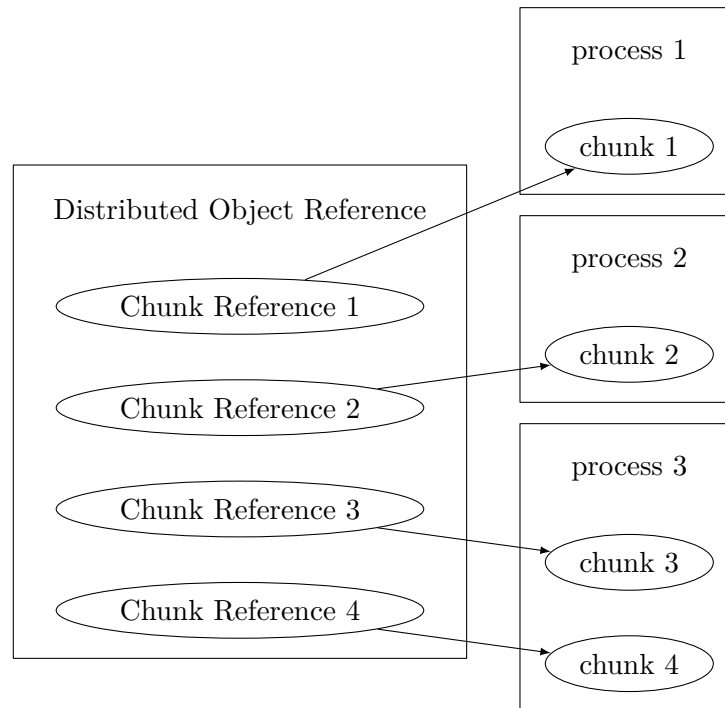 Distributed Object Reference
Chunk Reference 1
Chunk Reference 2
Chunk Reference 3
Chunk Reference 4
process 1
chunk 1
process 2
chunk 2
process 3
chunk 3
chunk 4